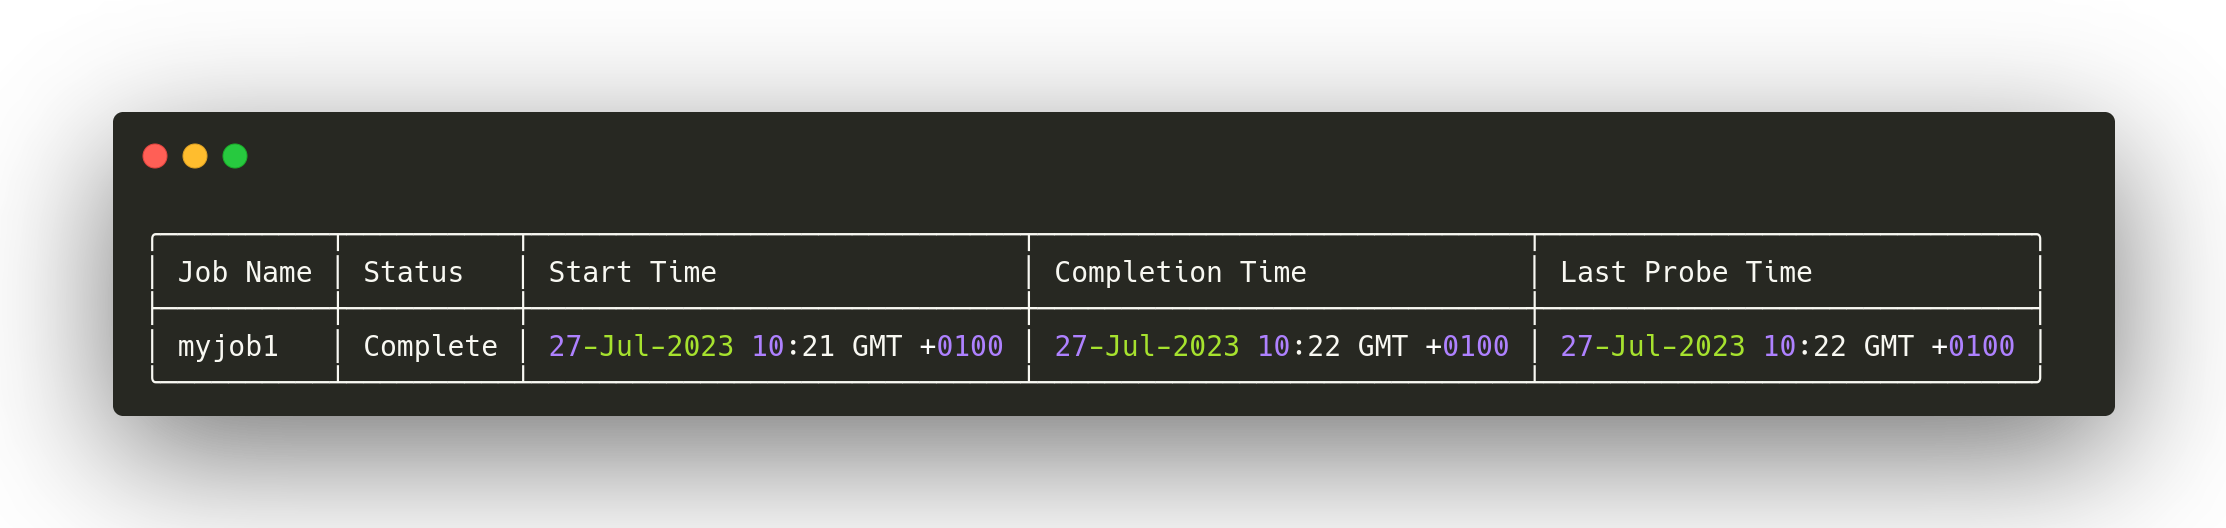 Job Name Status Start Time Completion Time Last Probe Time
myjob1 Complete 27-Jul-2023 10:21 GMT +0100 27-Jul-2023 10:22 GMT +0100 27-Jul-2023 10:22 GMT +0100